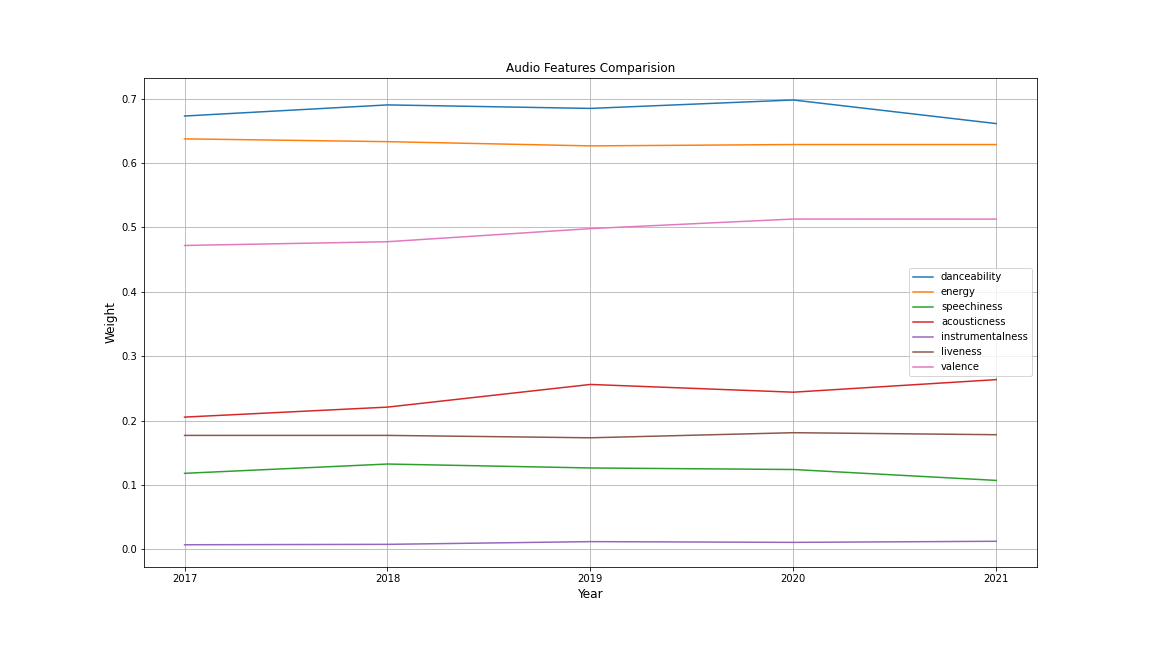 Audio Features Comparision
0.7
0.6
0.5
0.4
0.3
0.2
0.1
0.0
Weight
danceability
energy
speechiness
acousticness
instrumentalness
liveness
valence
2017 2018 2019 2020 2021
Year